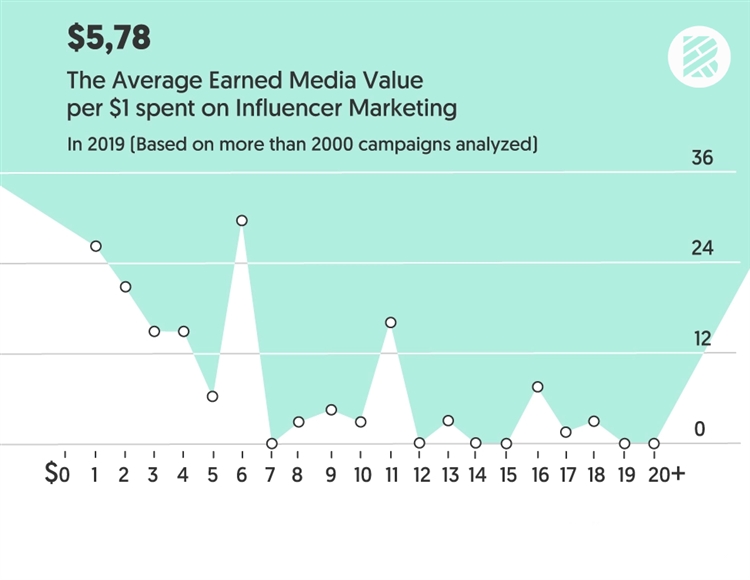 $5,78
The Average Earned Media Value
per $1 spent on Influencer Marketing
In 2019 (Based on more than 2000 campaigns analyzed)
36
24
12
0
$0 1 2 3 4 5 6 7 8 9 10 11 12 13 14 15 16 17 18 19 20+